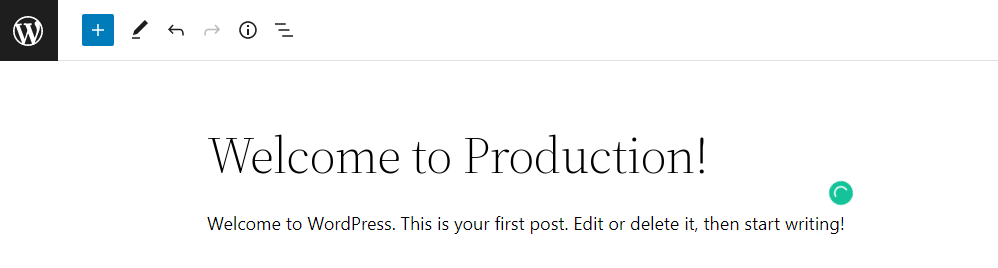 Welcome to Production!
Welcome to WordPress. This is your first post. Edit or delete it, then start writing!